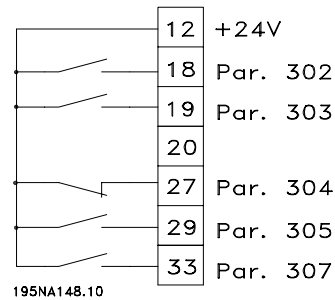 12 +24V
18 Par. 302
19 Par. 303
20
27 Par. 304
29 Par. 305
33 Par. 307
195NA148.10